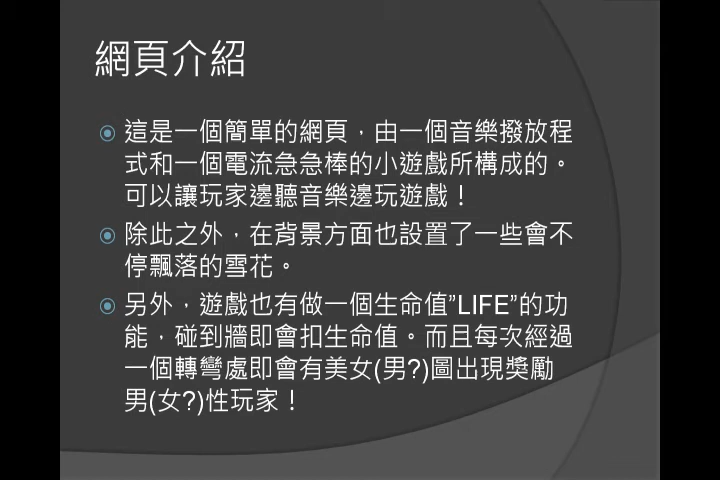 網頁介紹
這是一個簡單的網頁，由一個音樂撥放程
式和一個電流急急棒的小遊戲所構成的。
可以讓玩家邊聽音樂邊玩遊戲！
除此之外，在背景方面也設置了一些會不
停飄落的雪花。
另外，遊戲也有做一個生命值”LIFE”的功
能，碰到牆即會扣生命值。而且每次經過
一個轉彎處即會有美女(男?)圖出現獎勵
男(女?)性玩家！